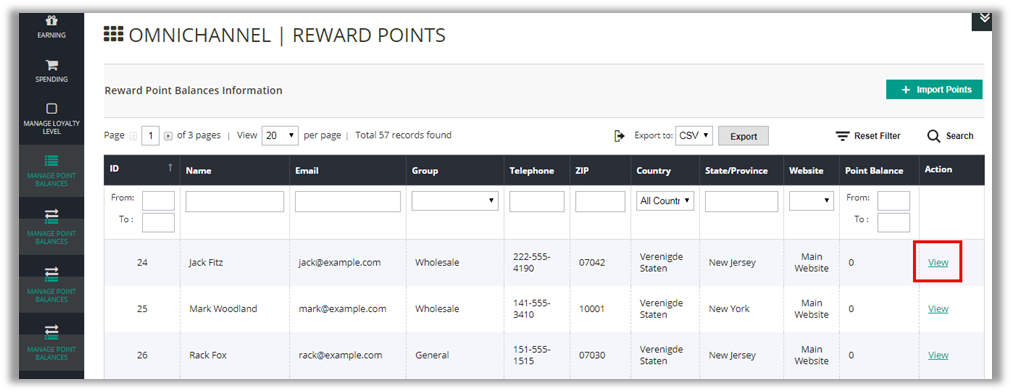 EARNING
SPENDING
MANAGE LOYALTY
LEVEL
MANAGE POINT
BALANCES
MANAGE POINT
BALANCES
MANAGE POINT
BALANCES
MANAGE POINT
BALANCES
OMNICHANNEL | REWARD POINTS
Reward Point Balances Information
+ Import Points
Page 1 of 3 pages | View 20 per page | Total 57 records found
Export to: CSV Export
Reset Filter
Search
ID ↑ Name Email Group Telephone ZIP Country State/Province Website Point Balance Action
From: All Countr From:
To : To :
24 Jack Fitz jack@example.com Wholesale 222-555-4190 07042 Verenigde Staten New Jersey Main Website 0 View
25 Mark Woodland mark@example.com Wholesale 141-555-3410 10001 Verenigde Staten New York Main Website 0 View
26 Rack Fox rack@example.com General 151-555-1515 07030 Verenigde Staten New Jersey Main Website 0 View